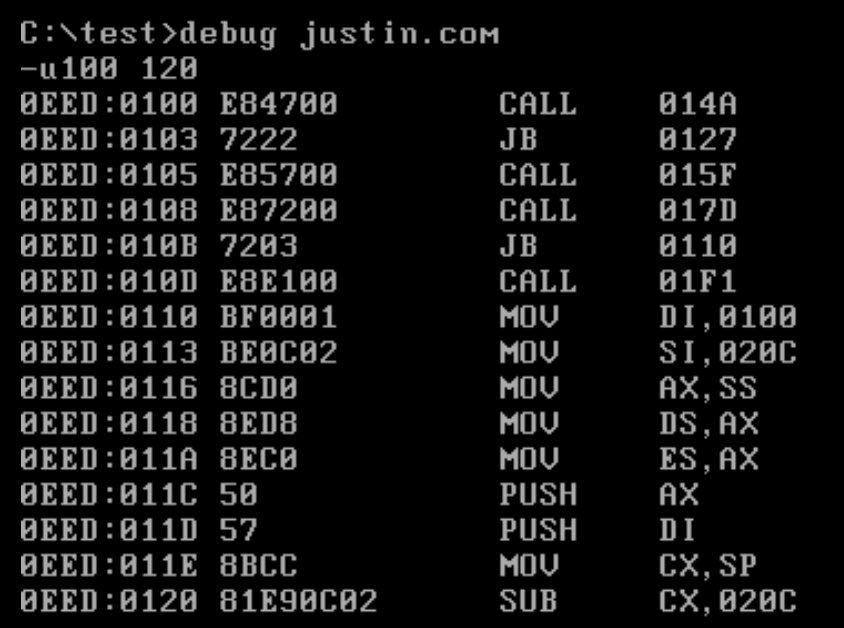 C:\test>debug justin.com
-u100 120
0EED:0100 E84700 CALL 014A
0EED:0103 7222 JB 0127
0EED:0105 E85700 CALL 015F
0EED:0108 E87200 CALL 017D
0EED:010B 7203 JB 0110
0EED:010D E8E100 CALL 01F1
0EED:0110 BF0001 MOV DI,0100
0EED:0113 BE0C02 MOV SI,020C
0EED:0116 8CD0 MOV AX,SS
0EED:0118 8ED8 MOV DS,AX
0EED:011A 8EC0 MOV ES,AX
0EED:011C 50 PUSH AX
0EED:011D 57 PUSH DI
0EED:011E 8BCC MOV CX,SP
0EED:0120 81E90C02 SUB CX,020C